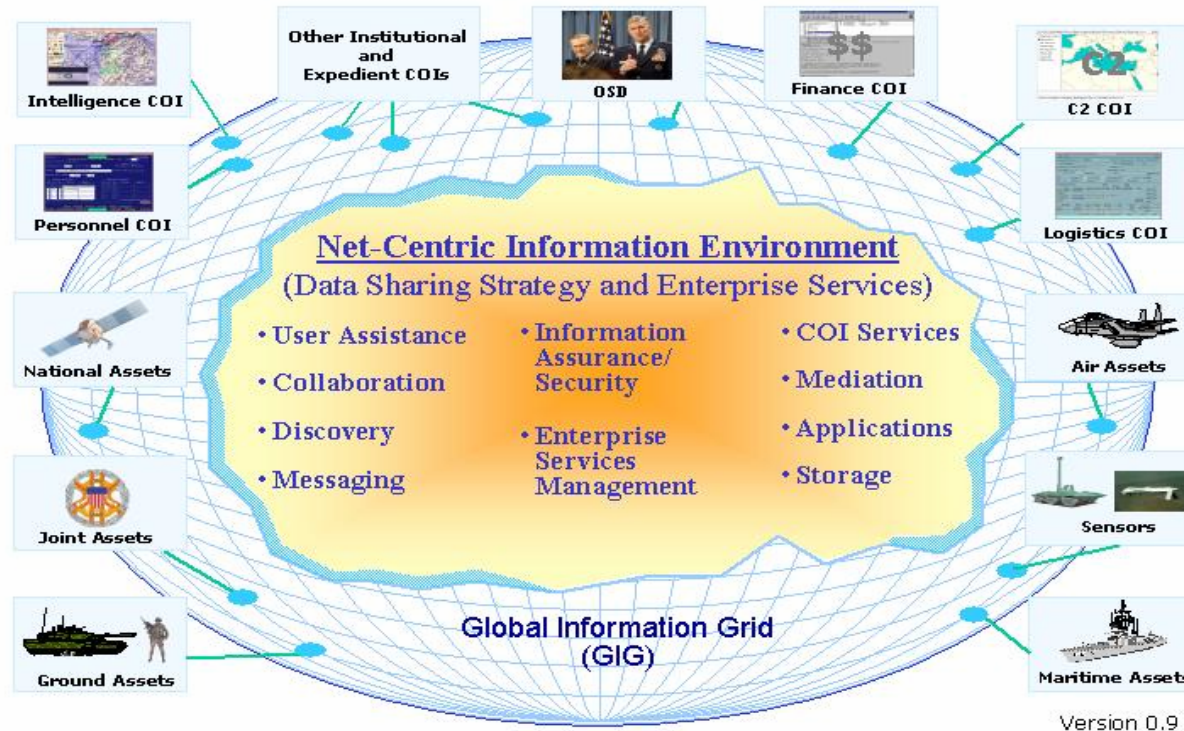 Other Institutional
and
Expedient COIs
OSD
$$
Finance COI
Intelligence COI
C2
C2 COI
Personnel COI
Logistics COI
Net-Centric Information Environment
(Data Sharing Strategy and Enterprise Services)
• User Assistance
• Collaboration
• Discovery
• Messaging
• Information
Assurance/
Security
• Enterprise
Services
Management
• COI Services
• Mediation
• Applications
• Storage
National Assets
Air Assets
Joint Assets
Sensors
Ground Assets
Maritime Assets
Global Information Grid
(GIG)
Version 0.9